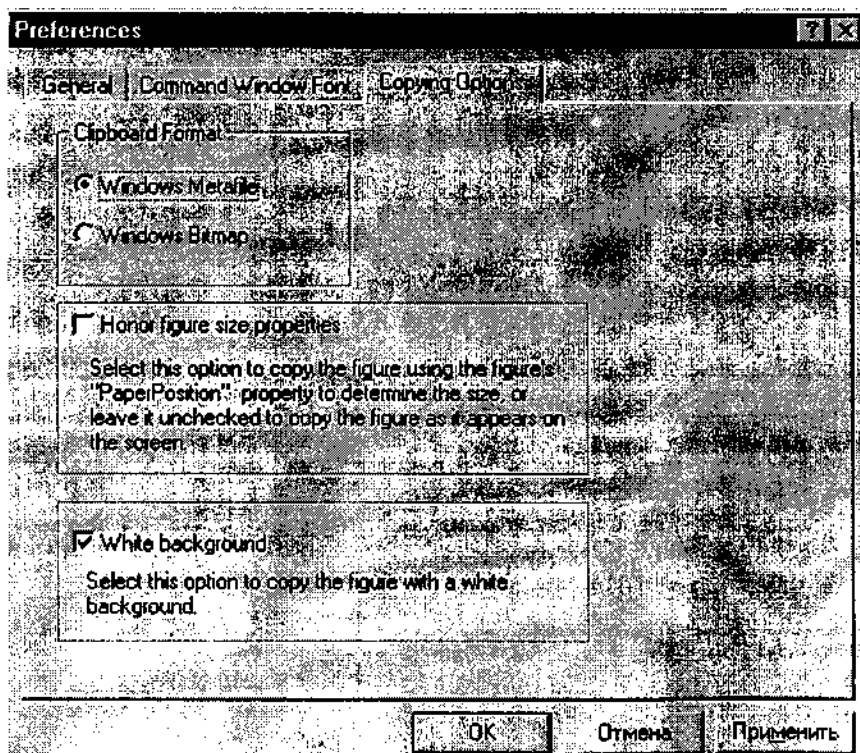 Preferences
General
Command Window Font
Copying Options
Clipboard Format
Windows Metafile
Windows Bitmap
Honor figure size properties
Select this option to copy the figure using the figure's
"PaperPosition" property to determine the size, or
leave it unchecked to copy the figure as it appears on
the screen.
White background
Select this option to copy the figure with a white
background.
OK
Отмена
Применить